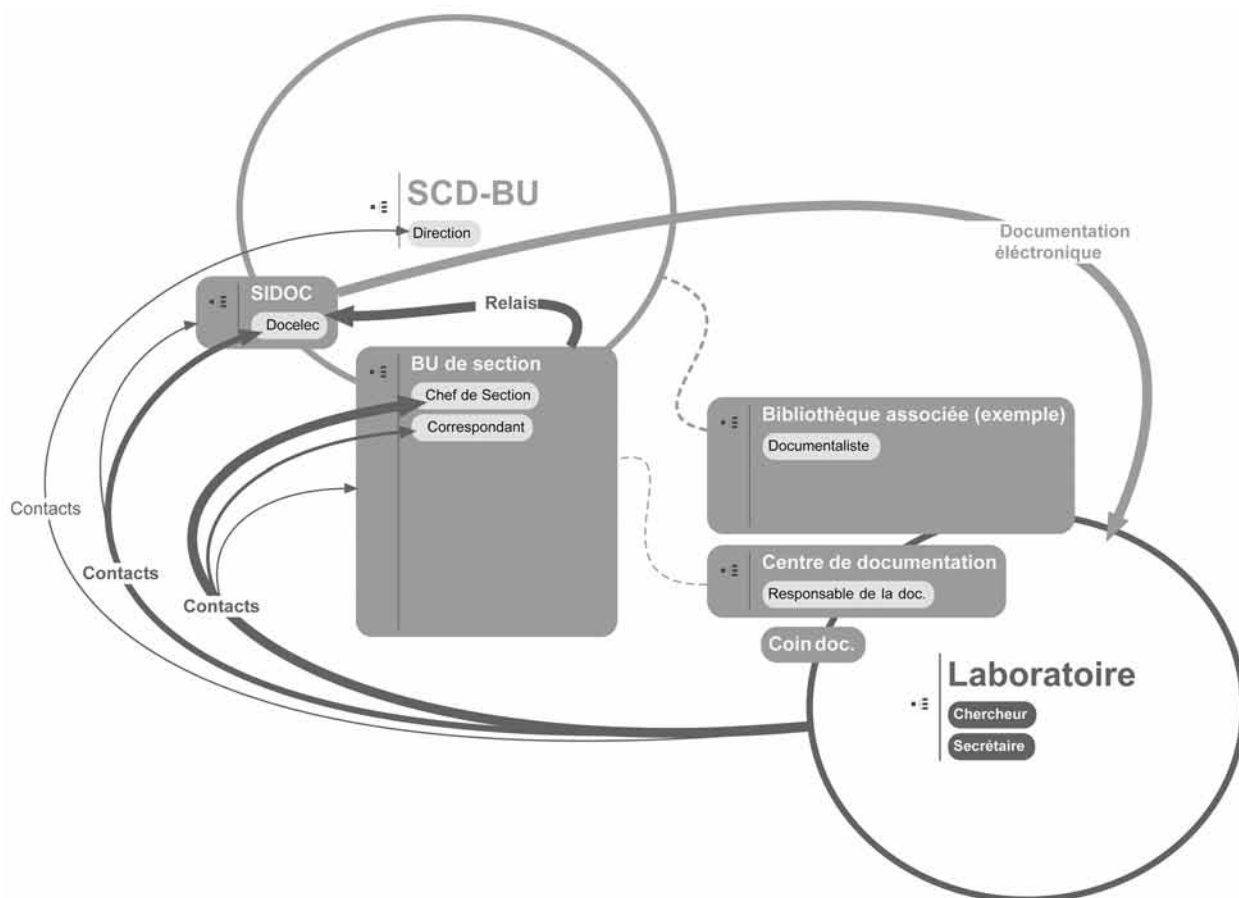 SCD-BU
Direction
Documentation
éléctronique
SIDOC
Docelec
Relais
BU de section
Chef de Section
Correspondant
Bibliothèque associée (exemple)
Documentaliste
Contacts
Contacts
Contacts
Centre de documentation
Responsable de la doc.
Coin doc.
Laboratoire
Chercheur
Secrétaire